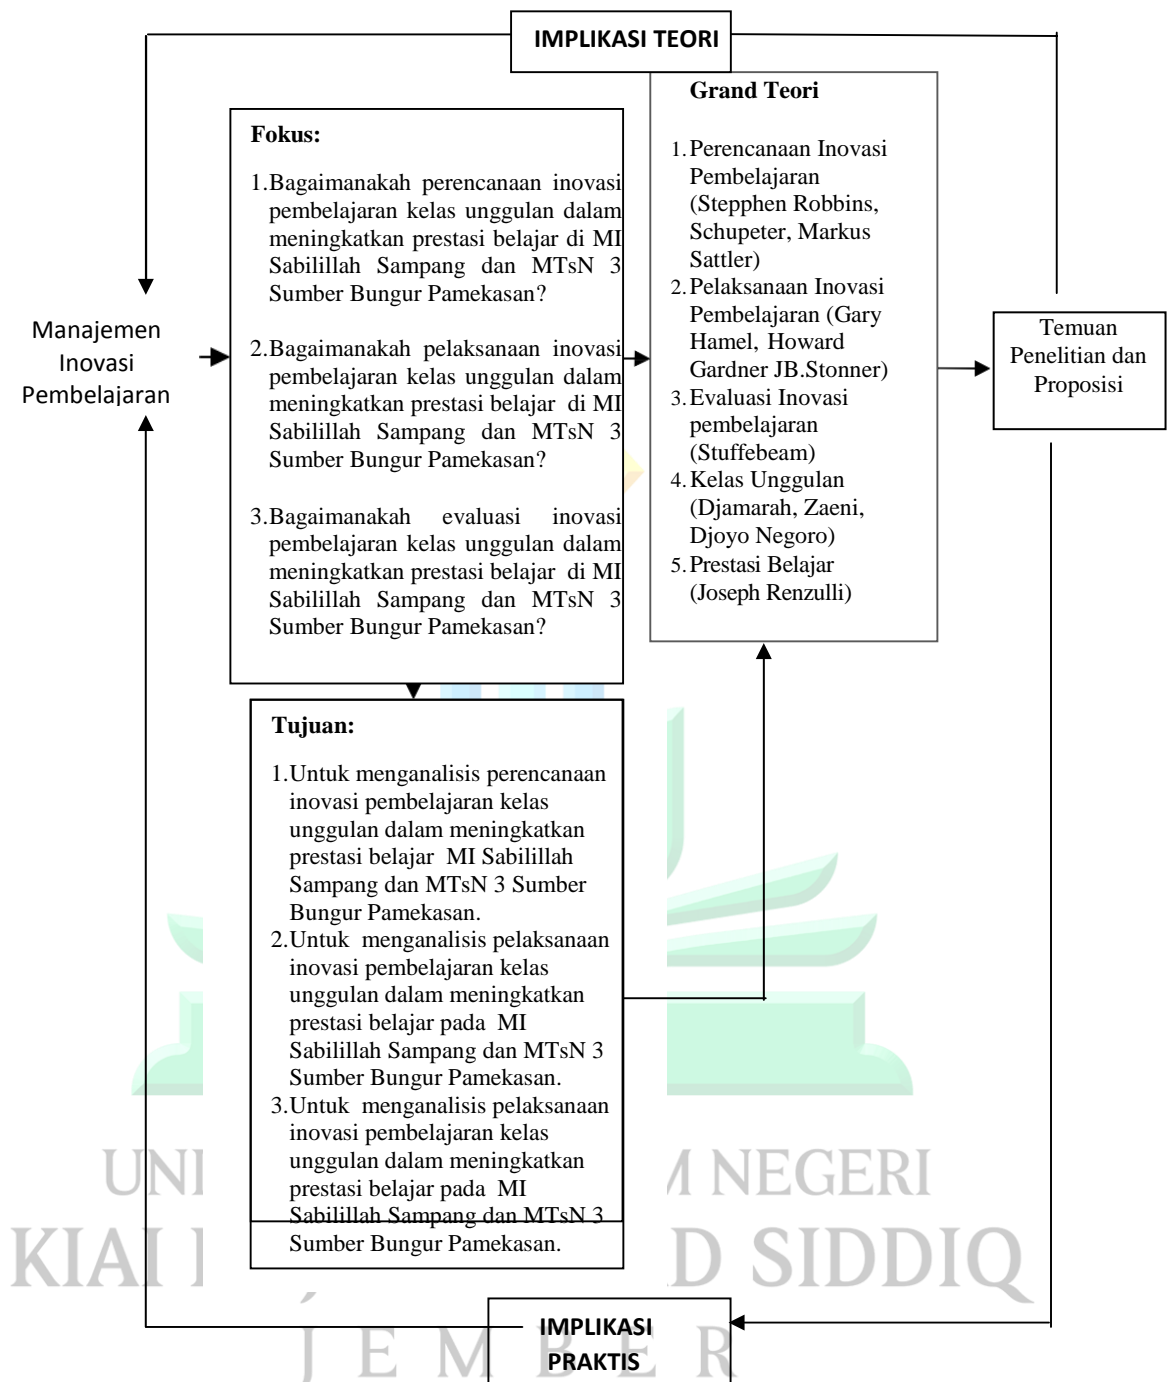 IMPLIKASI TEORI
Grand Teori
1. Perencanaan Inovasi
Pembelajaran
(Stepphen Robbins,
Schupeter, Markus
Sattler)
2. Pelaksanaan Inovasi
Pembelajaran (Gary
Hamel, Howard
Gardner JB.Stonner)
3. Evaluasi Inovasi
pembelajaran
(Stuffebeam)
4. Kelas Unggulan
(Djamarah, Zaeni,
Djoyo Negoro)
5. Prestasi Belajar
(Joseph Renzulli)
Fokus:
1.Bagaimanakah perencanaan inovasi
pembelajaran kelas unggulan dalam
meningkatkan prestasi belajar di MI
Sabilillah Sampang dan MTsN 3
Sumber Bungur Pamekasan?
2.Bagaimanakah pelaksanaan inovasi
pembelajaran kelas unggulan dalam
meningkatkan prestasi belajar di MI
Sabilillah Sampang dan MTsN 3
Sumber Bungur Pamekasan?
3.Bagaimanakah evaluasi inovasi
pembelajaran kelas unggulan dalam
meningkatkan prestasi belajar di MI
Sabilillah Sampang dan MTsN 3
Sumber Bungur Pamekasan?
Manajemen
Inovasi
Pembelajaran
Temuan
Penelitian dan
Proposisi
Tujuan:
1.Untuk menganalisis perencanaan
inovasi pembelajaran kelas
unggulan dalam meningkatkan
prestasi belajar MI Sabilillah
Sampang dan MTsN 3 Sumber
Bungur Pamekasan.
2.Untuk menganalisis pelaksanaan
inovasi pembelajaran kelas
unggulan dalam meningkatkan
prestasi belajar pada MI
Sabilillah Sampang dan MTsN 3
Sumber Bungur Pamekasan.
3.Untuk menganalisis pelaksanaan
inovasi pembelajaran kelas
unggulan dalam meningkatkan
prestasi belajar pada MI
Sabilillah Sampang dan MTsN 3
Sumber Bungur Pamekasan.
NEGERI
KIAI SIDDIQ
JEMBER
IMPLIKASI
PRAKTIS